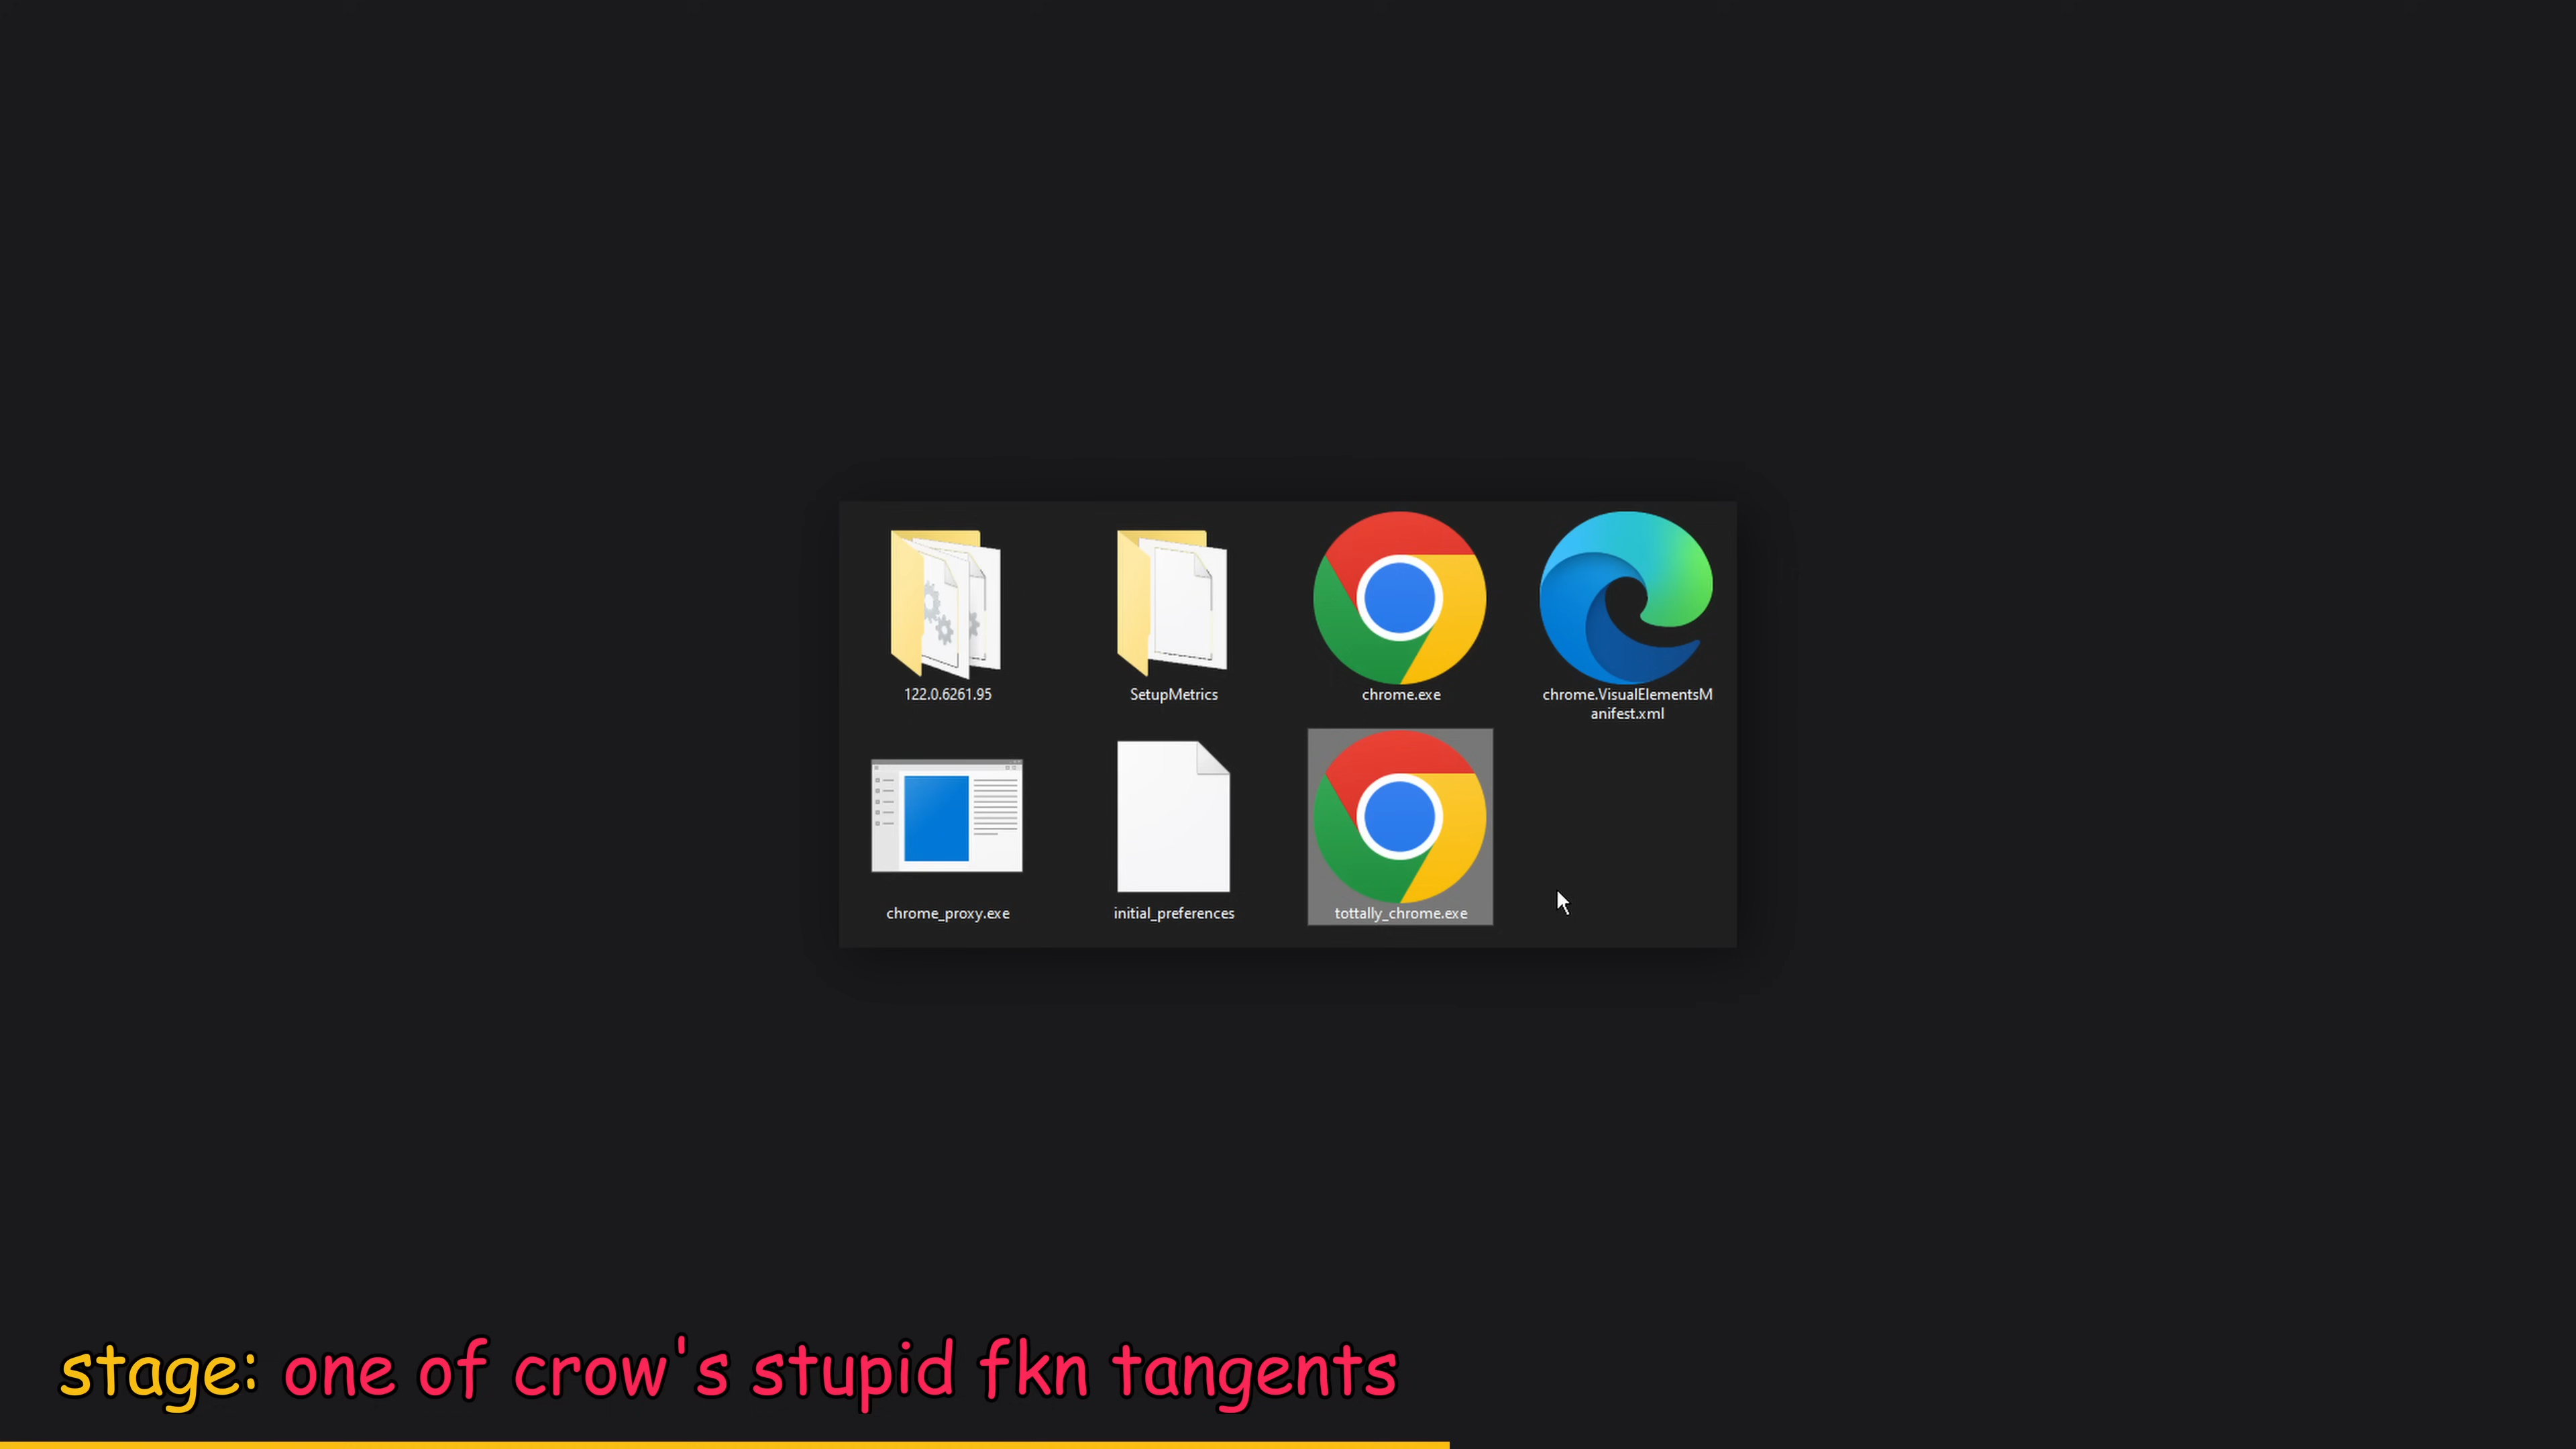 122.0.6261.95
SetupMetrics
chrome.exe
chrome.VisualElementsM
anifest.xml
chrome_proxy.exe
initial_preferences
tottally_chrome.exe
stage: one of crow's stupid fkn tangents